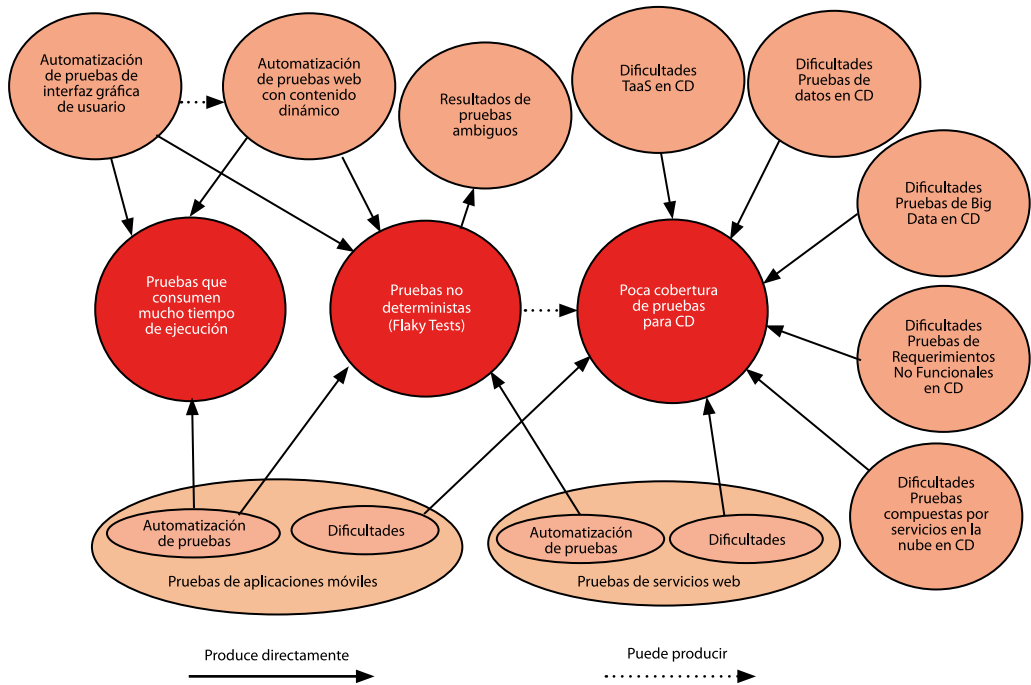 Automatización
de pruebas de
interfaz gráfica
de usuario
Automatización
de pruebas web
con contenido
dinámico
Resultados de
pruebas
ambiguos
Dificultades
TaaS en CD
Dificultades
Pruebas de
datos en CD
Dificultades
Pruebas de Big
Data en CD
Pruebas que
consumen
mucho tiempo
de ejecución
Pruebas no
deterministas
(Flaky Tests)
Poca cobertura
de pruebas
para CD
Dificultades
Pruebas de
Requerimientos
No Funcionales
en CD
Dificultades
Pruebas
compuestas por
servicios en la
nube en CD
Automatización
de pruebas
Dificultades
Pruebas de aplicaciones móviles
Automatización
de pruebas
Dificultades
Pruebas de servicios web
Produce directamente
Puede producir